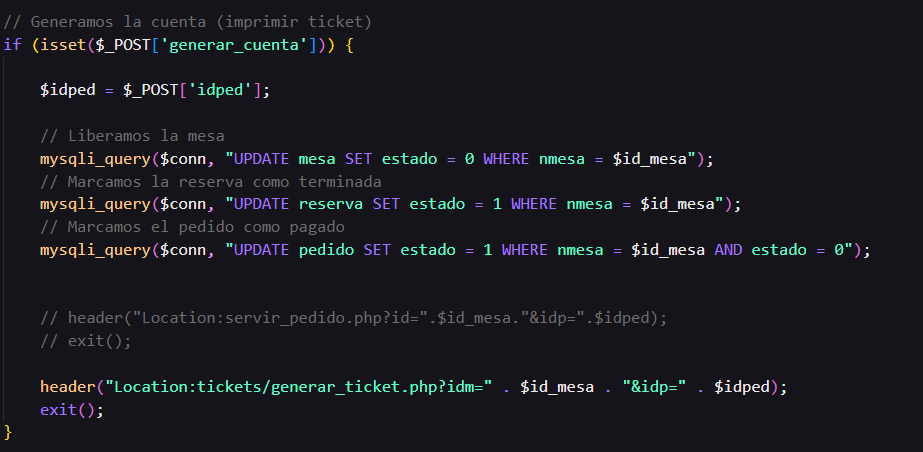 // Generamos la cuenta (imprimir ticket)
if (isset($_POST['generar_cuenta'])) {
$idped = $_POST['idped'];
// Liberamos la mesa
mysqli_query($conn, "UPDATE mesa SET estado = 0 WHERE nmesa = $id_mesa");
// Marcamos la reserva como terminada
mysqli_query($conn, "UPDATE reserva SET estado = 1 WHERE nmesa = $id_mesa");
// Marcamos el pedido como pagado
mysqli_query($conn, "UPDATE pedido SET estado = 1 WHERE nmesa = $id_mesa AND estado = 0");
// header("Location:servir_pedido.php?id=".$id_mesa."&idp=".$idped);
// exit();
header("Location:tickets/generar_ticket.php?idm=" . $id_mesa . "&idp=" . $idped);
exit();
}